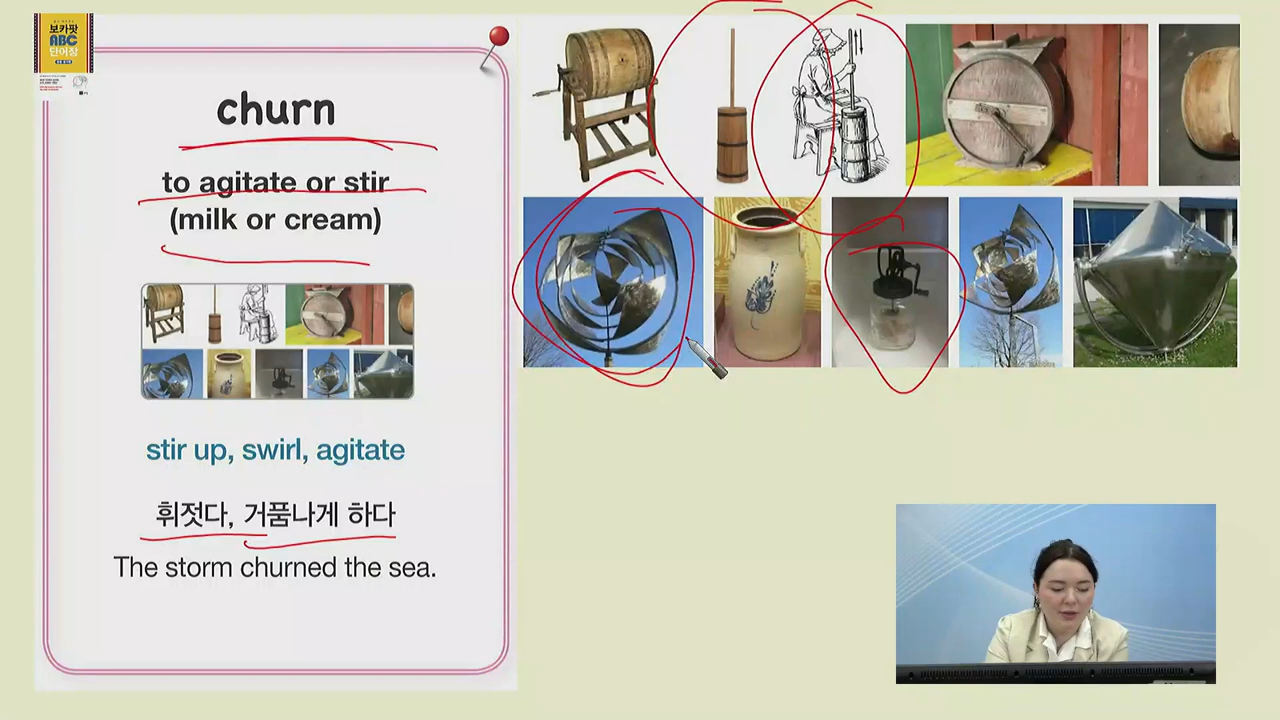 보카팟
ABC
단어장
churn
to agitate or stir
(milk or cream)
stir up, swirl, agitate
휘젓다, 거품나게 하다
The storm churned the sea.